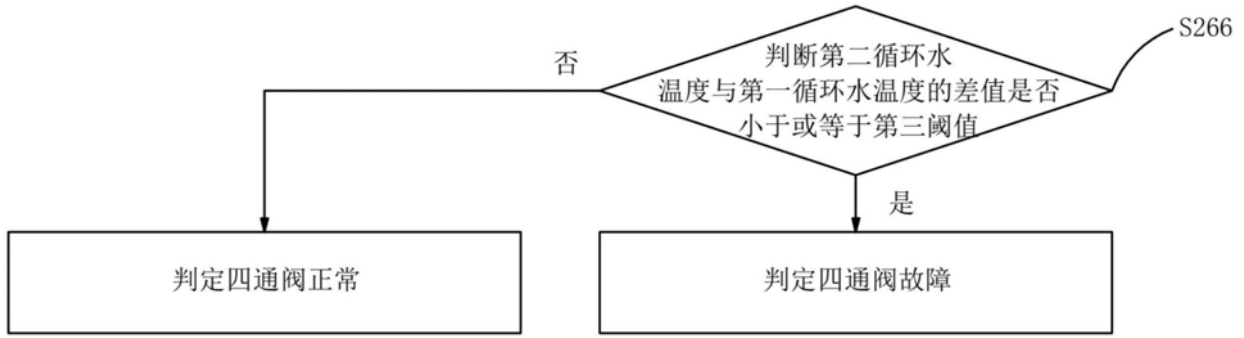 S266
判断第二循环水
温度与第一循环水温度的差值是否
小于或等于第三阈值
否
是
判定四通阀正常
判定四通阀故障